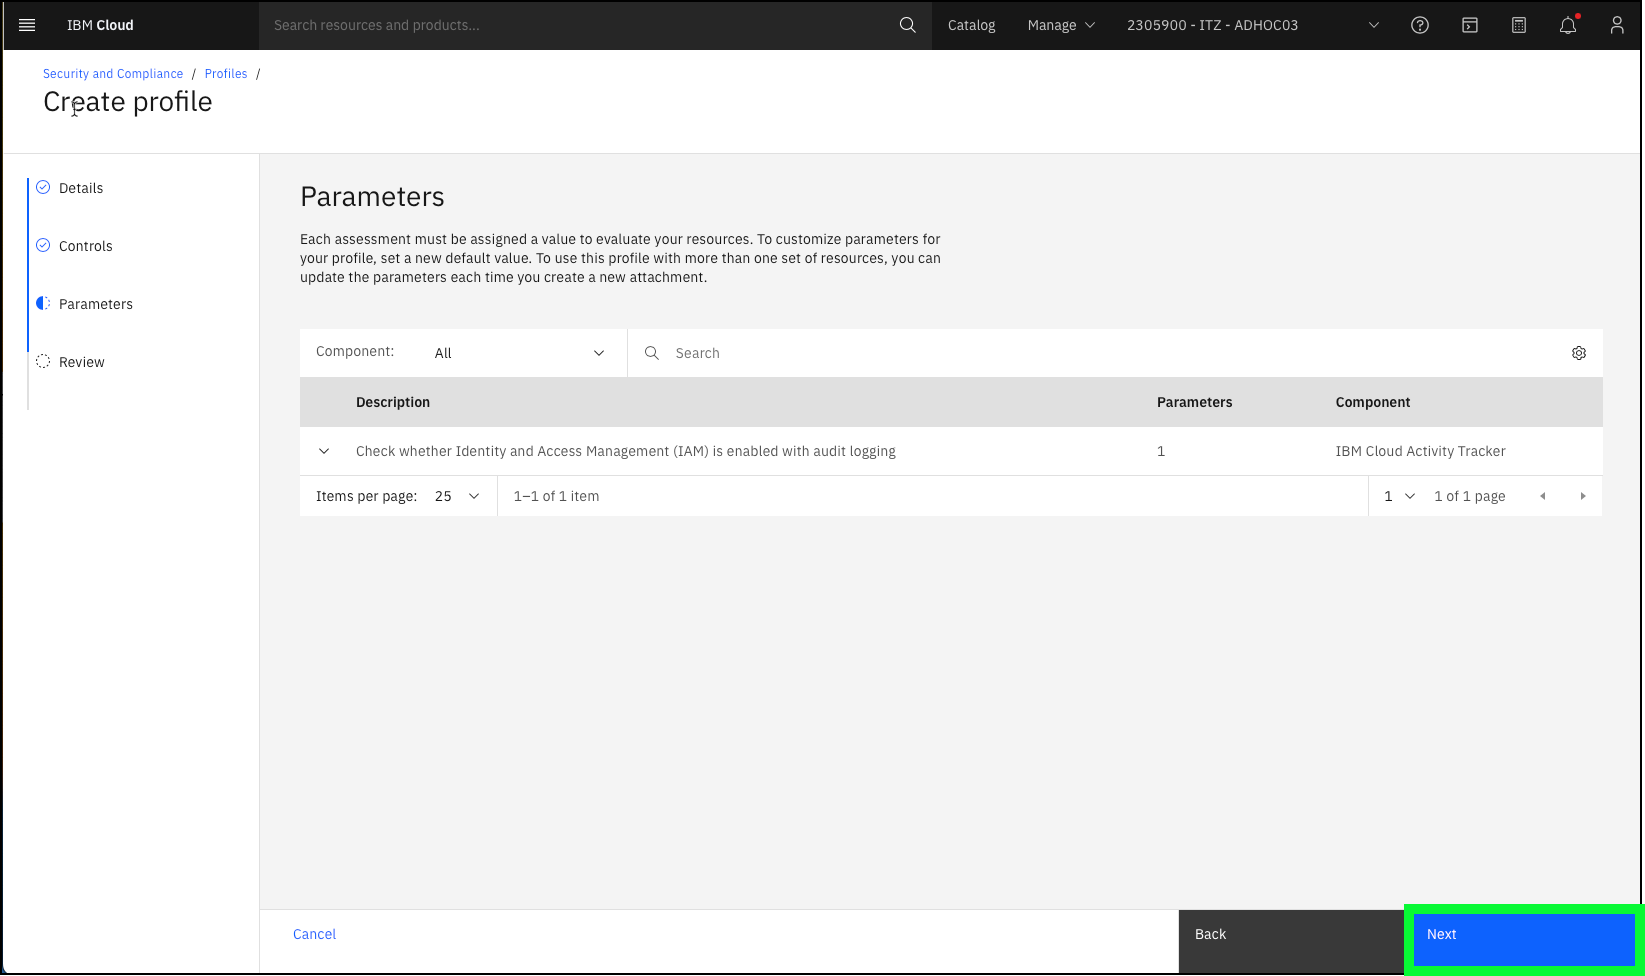 IBM Cloud
Search resources and products...
Catalog
Manage
2305900 - ITZ - ADHOC03
Security and Compliance / Profiles /
Create profile
Details
Controls
Parameters
Review
Parameters
Each assessment must be assigned a value to evaluate your resources. To customize parameters for
your profile, set a new default value. To use this profile with more than one set of resources, you can
update the parameters each time you create a new attachment.
Component: All
Search
Description Parameters Component
Check whether Identity and Access Management (IAM) is enabled with audit logging 1 IBM Cloud Activity Tracker
Items per page: 25 1–1 of 1 item 1 1 of 1 page
Cancel
Back
Next